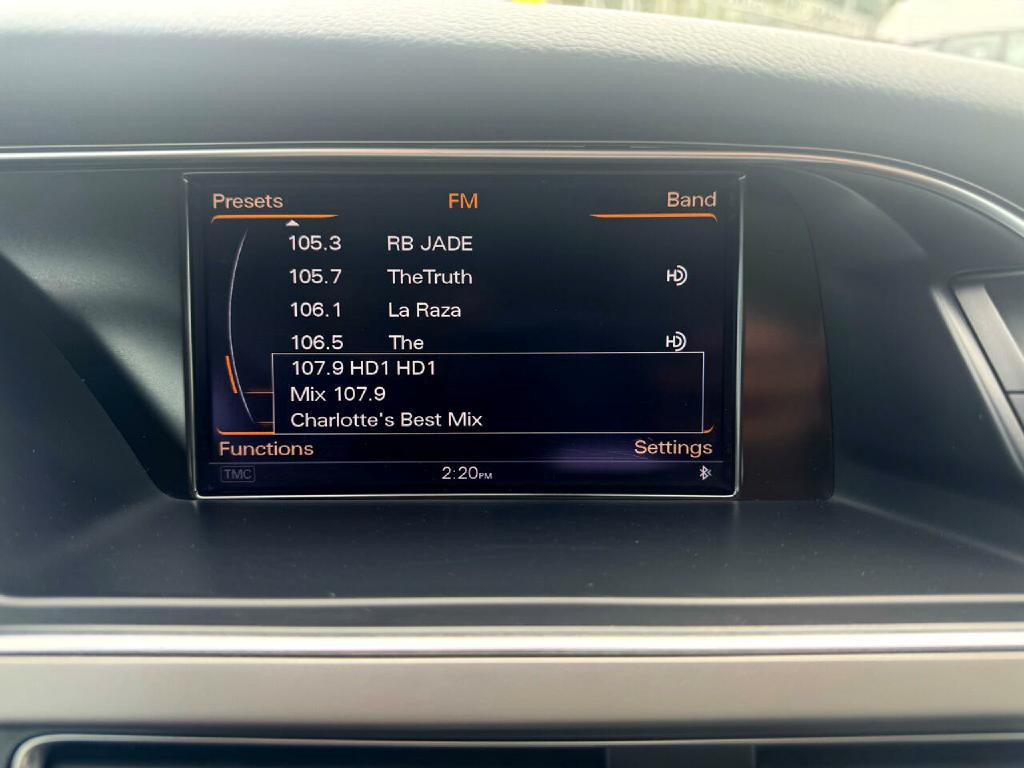 Presets FM Band
105.3 RB JADE
105.7 TheTruth HD
106.1 La Raza
106.5 The HD
107.9 HD1 HD1
Mix 107.9
Charlotte's Best Mix
Functions Settings
TMC 2:20PM